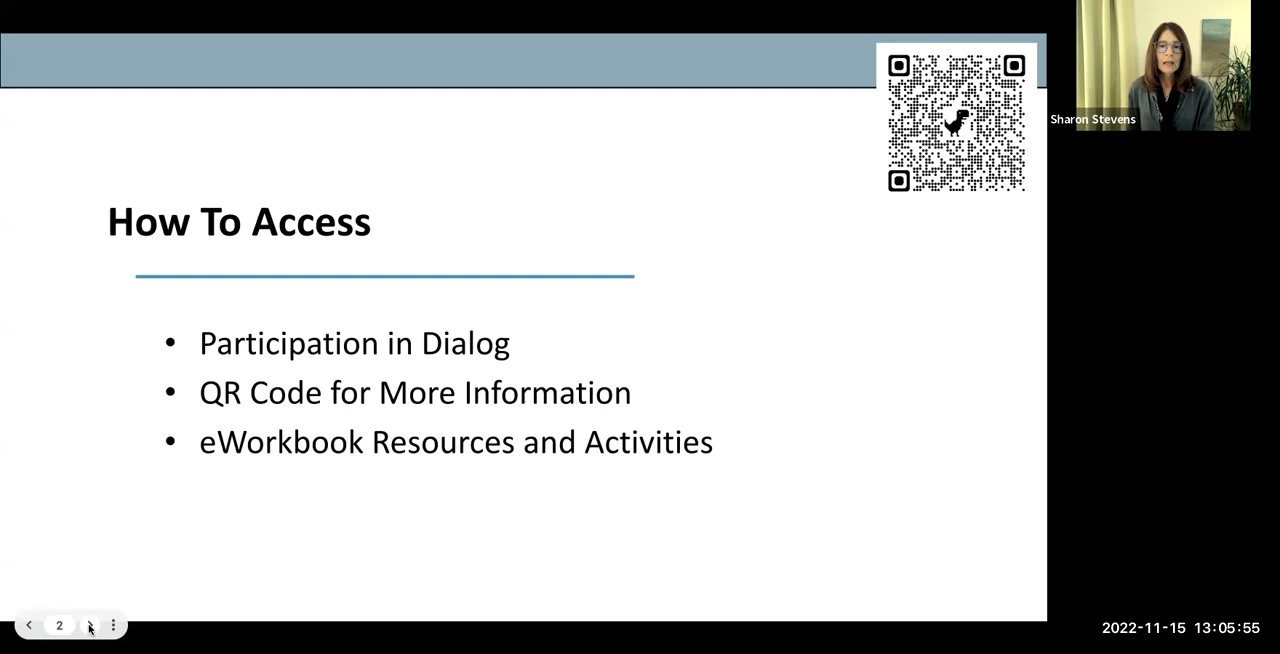 Sharon Stevens
How To Access
• Participation in Dialog
• QR Code for More Information
• eWorkbook Resources and Activities
2
2022-11-15 13:05:55